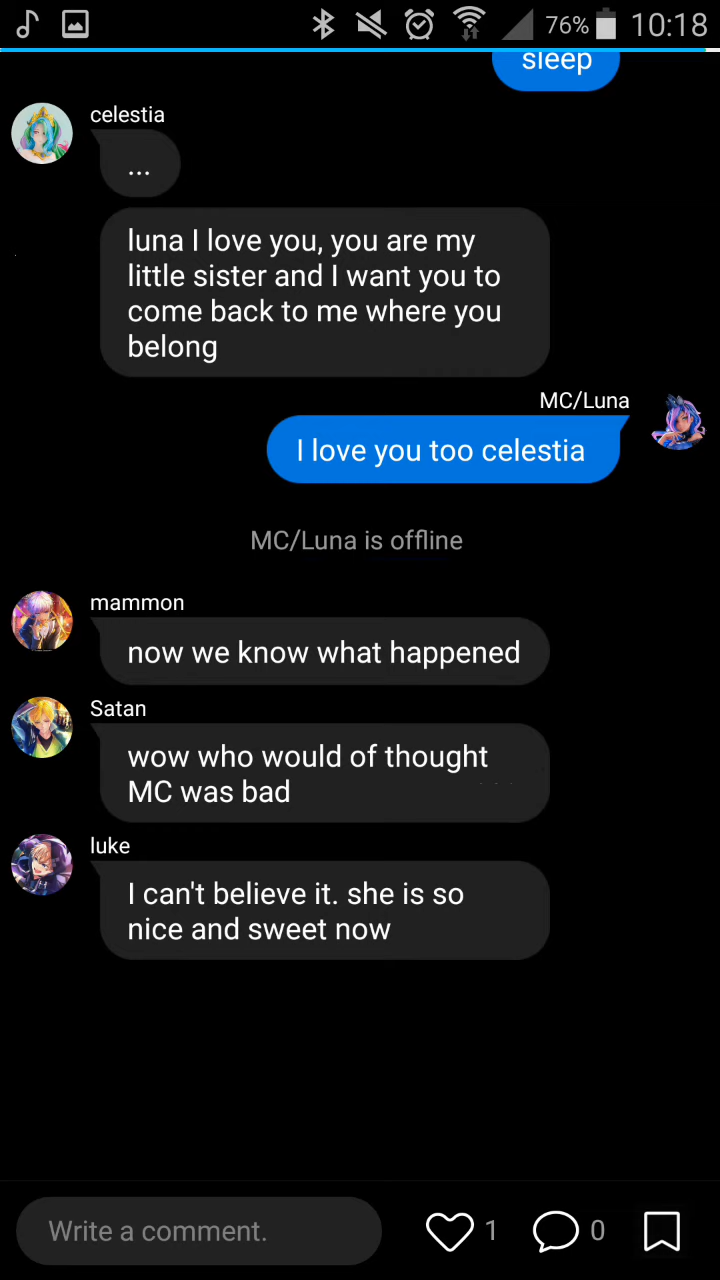 76% 10:18
sleep
celestia
...
luna I love you, you are my
little sister and I want you to
come back to me where you
belong
MC/Luna
I love you too celestia
MC/Luna is offline
mammon
now we know what happened
Satan
wow who would of thought
MC was bad
luke
I can't believe it. she is so
nice and sweet now
Write a comment. 1 0